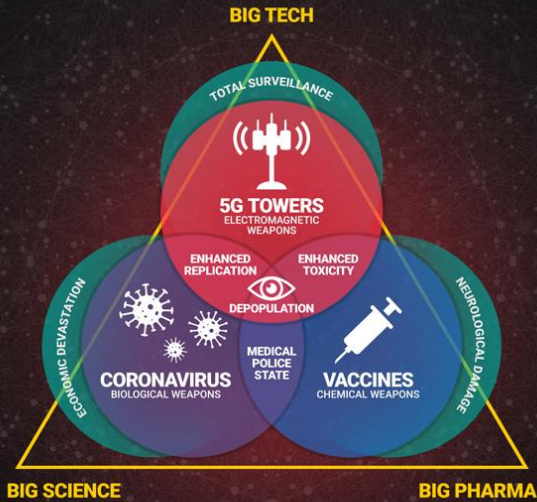 BIG TECH
TOTAL SURVEILLANCE
5G TOWERS
ELECTROMAGNETIC
WEAPONS
ENHANCED
REPLICATION
ENHANCED
TOXICITY
DEPOPULATION
ECONOMIC DEVASTATION
NEUROLOGICAL DAMAGE
MEDICAL
POLICE
STATE
CORONAVIRUS
BIOLOGICAL WEAPONS
VACCINES
CHEMICAL WEAPONS
BIG SCIENCE
BIG PHARMA